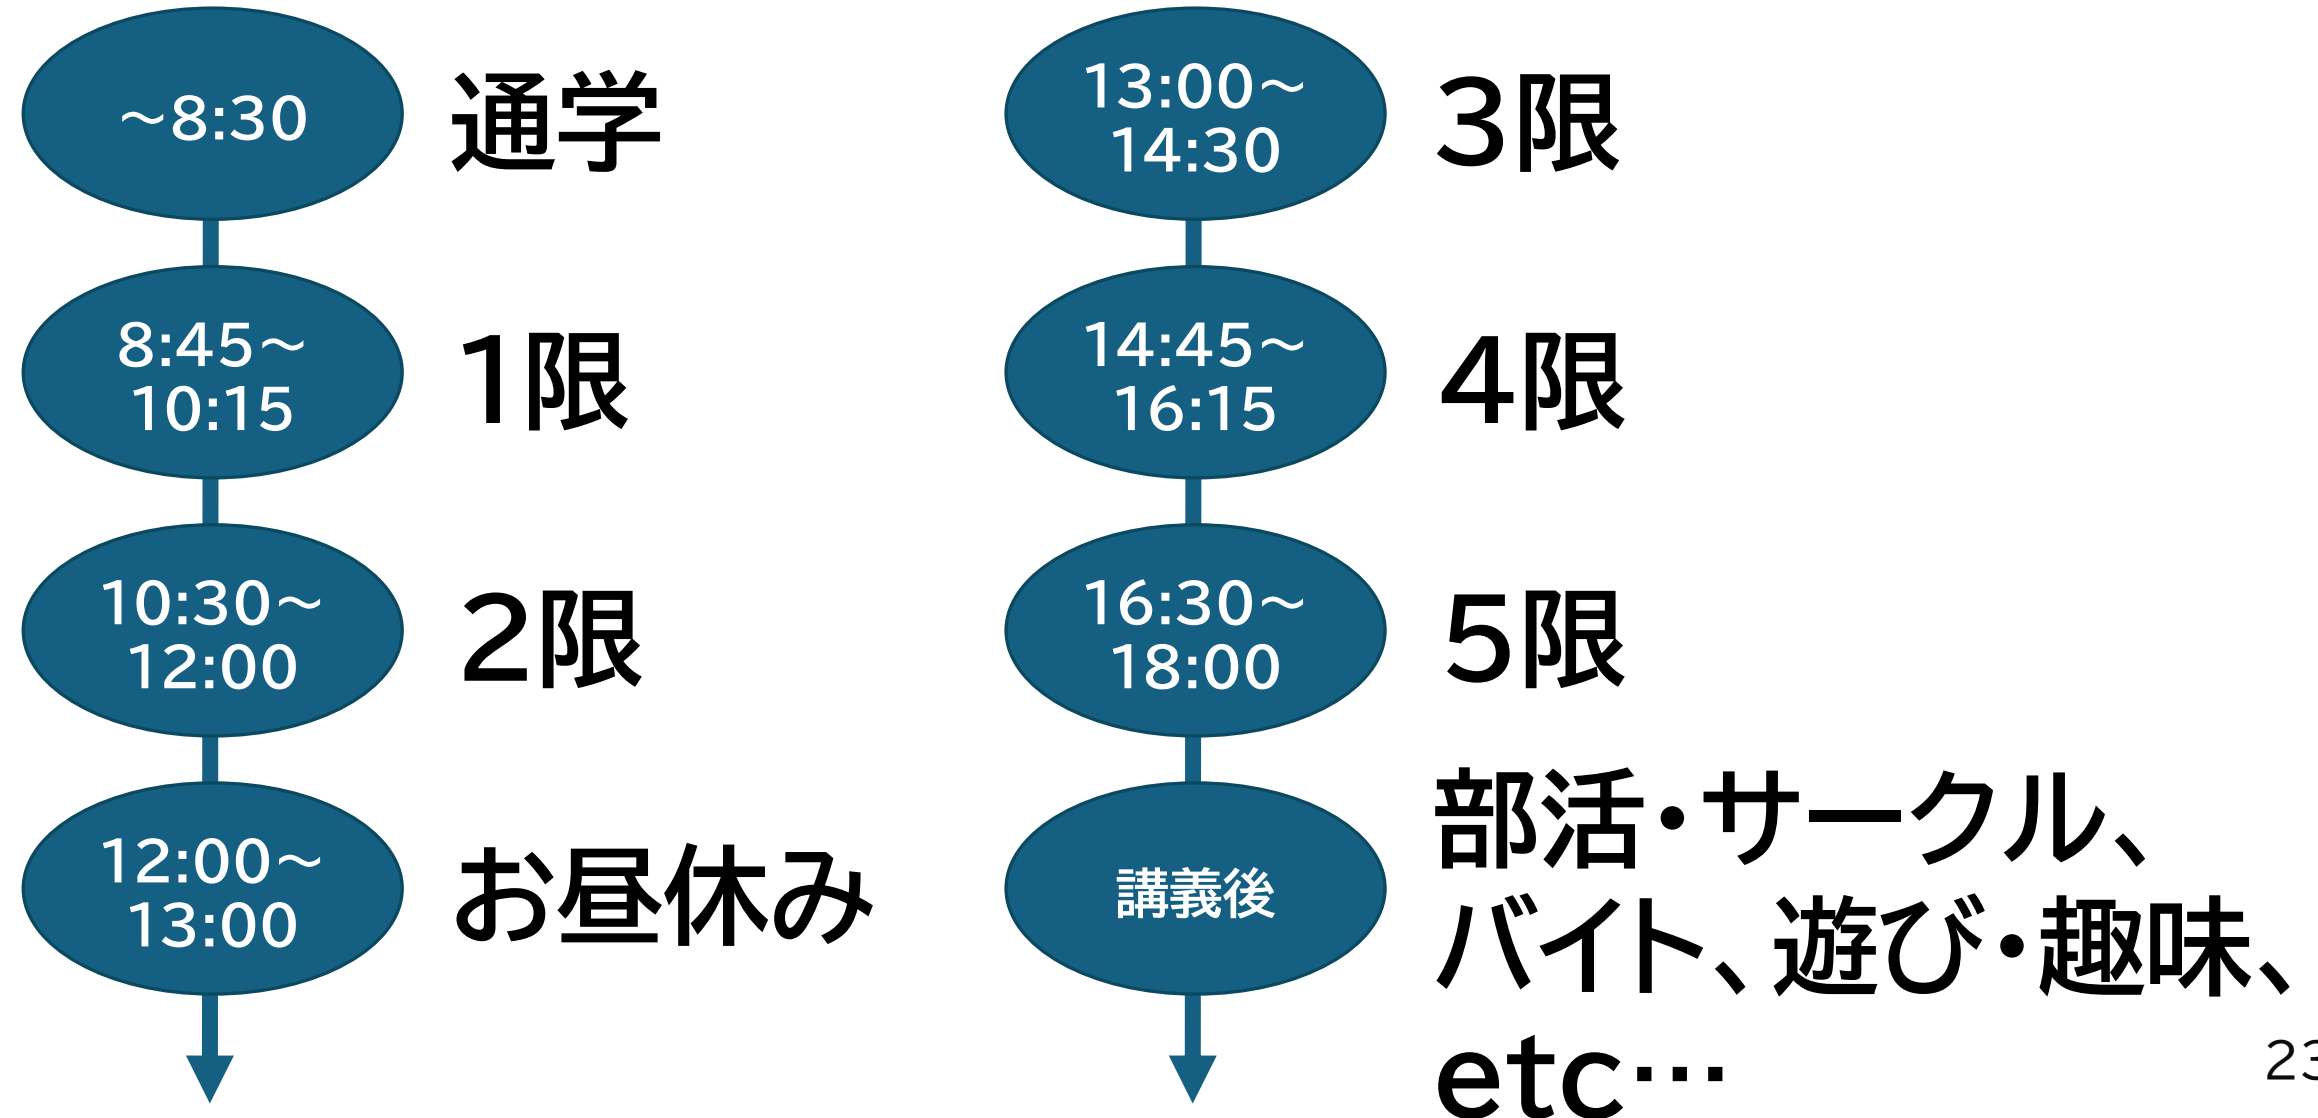 ~8:30
通学
8:45~
10:15
1限
10:30~
12:00
2限
12:00~
13:00
お昼休み
13:00~
14:30
3限
14:45~
16:15
4限
16:30~
18:00
5限
講義後
部活・サークル、
バイト、遊び・趣味、
etc…
23